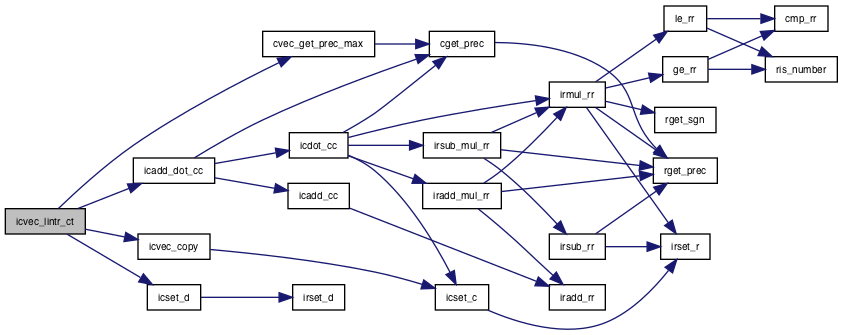 le_rr
cmp_rr
cvec_get_prec_max
cget_prec
ge_rr
ris_number
irmul_rr
rget_sgn
icdot_cc
irsub_mul_rr
icadd_dot_cc
rget_prec
icadd_cc
iradd_mul_rr
icvec_lintr_ct
icvec_copy
irsub_rr
irset_r
icset_d
irset_d
icset_c
iradd_rr